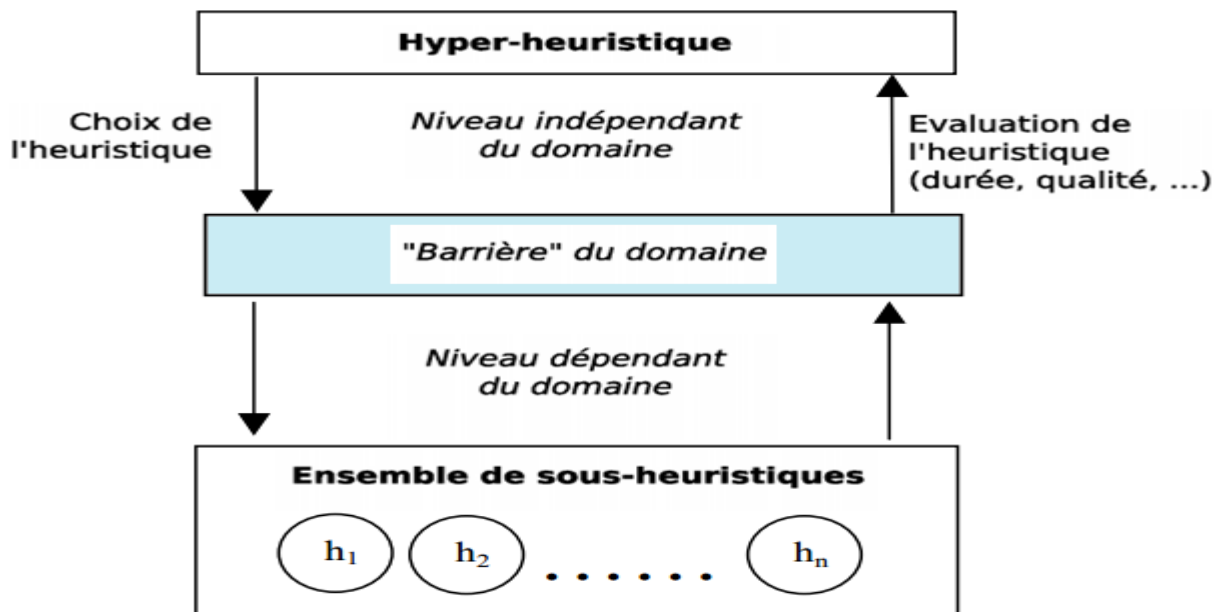 Hyper-heuristique
Choix de
l'heuristique
Niveau indépendant
du domaine
Evaluation de
l'heuristique
(durée, qualité, ...)
"Barrière" du domaine
Niveau dépendant
du domaine
Ensemble de sous-heuristiques
h₁ h₂ . . . . . . hₙ